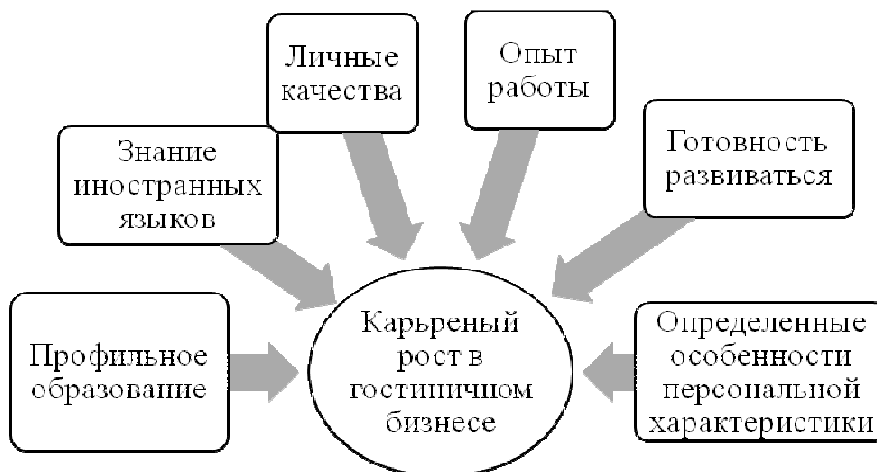 Личные
качества
Опыт
работы
Знание
иностранных
языков
Готовность
развиваться
Профильное
образование
Карьреный
рост в
гостиничном
бизнесе
Определенные
особенности
персональной
характеристики